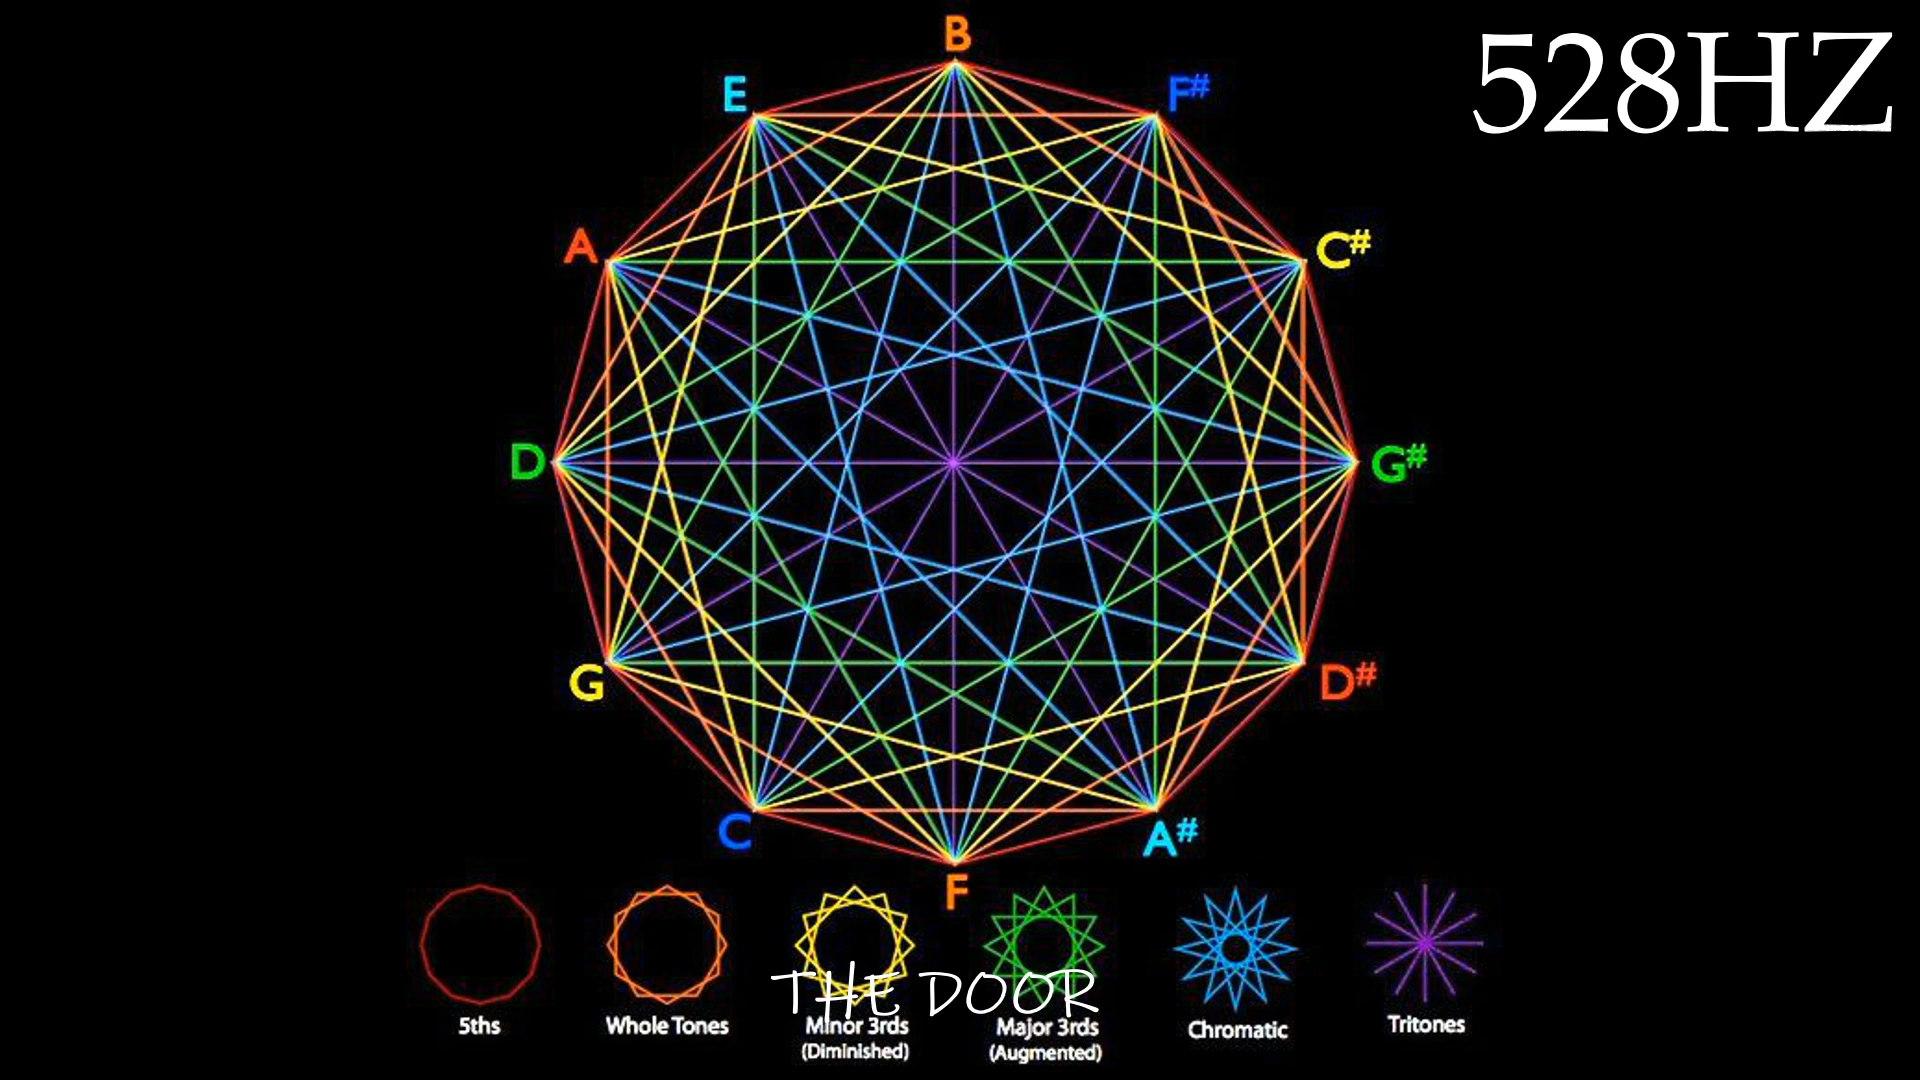 528HZ
B
E
F#
A
C#
D
G#
G
D#
C
A#
F
THE DOOR
5ths
Whole Tones
Minor 3rds
(Diminished)
Major 3rds
(Augmented)
Chromatic
Tritones